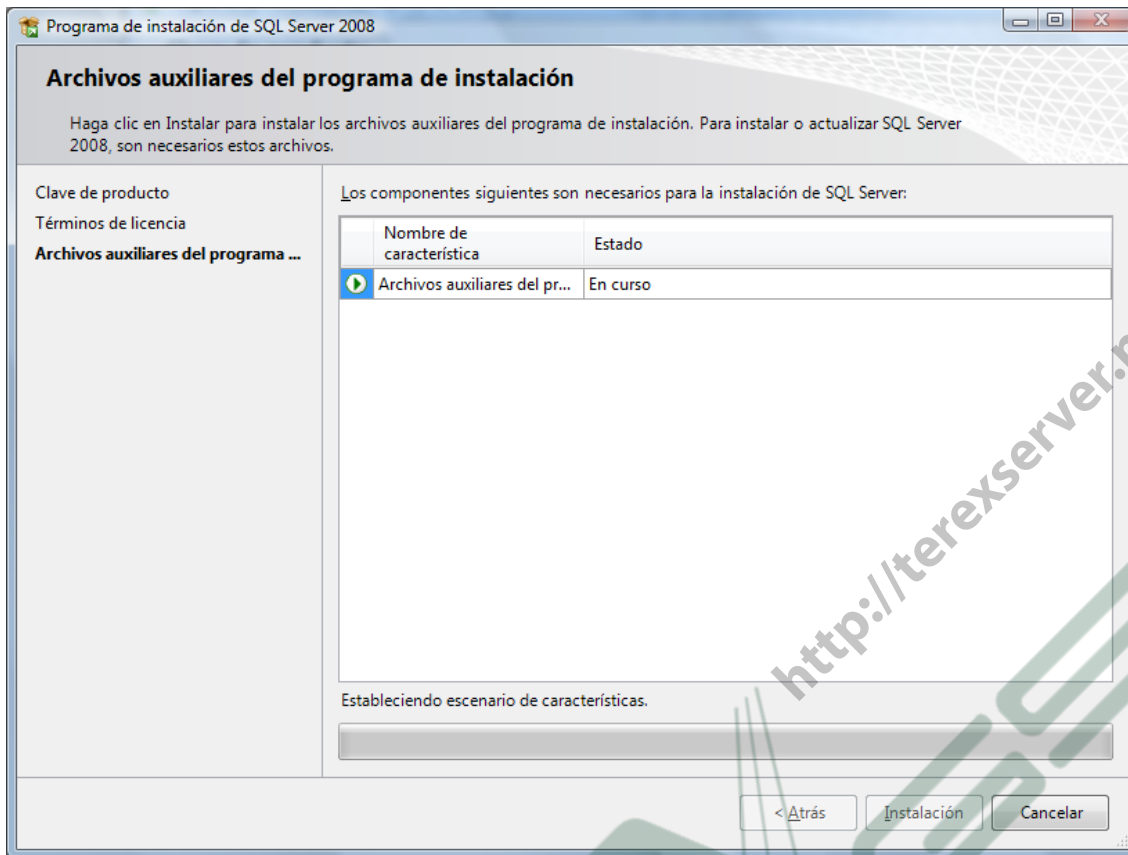 Programa de instalación de SQL Server 2008
Archivos auxiliares del programa de instalación
Haga clic en Instalar para instalar los archivos auxiliares del programa de instalación. Para instalar o actualizar SQL Server
2008, son necesarios estos archivos.
Clave de producto
Términos de licencia
Archivos auxiliares del programa ...
Los componentes siguientes son necesarios para la instalación de SQL Server:
Nombre de
característica
Estado
Archivos auxiliares del pr...
En curso
http://terexserver.
Estableciendo escenario de características.
< Atrás
Instalación
Cancelar